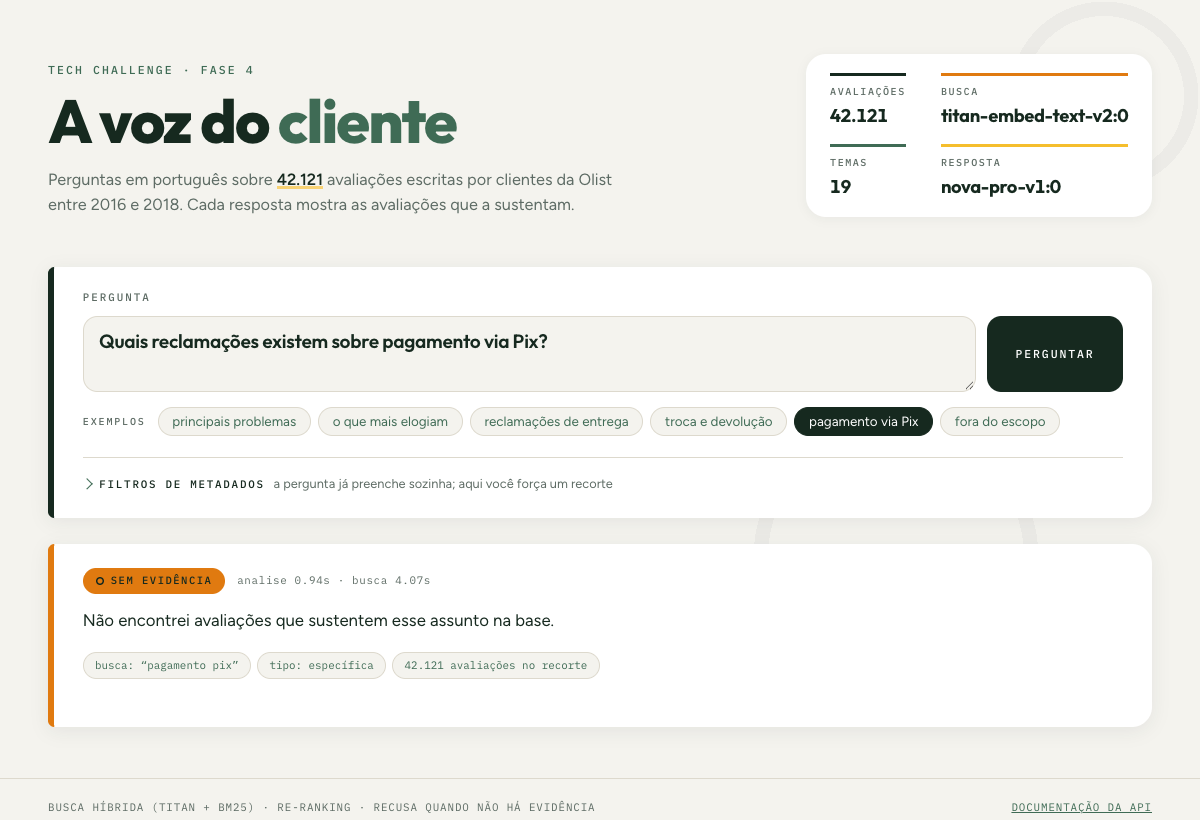 TECH CHALLENGE · FASE 4
A voz do cliente
Perguntas em português sobre 42.121 avaliações escritas por clientes da Olist
entre 2016 e 2018. Cada resposta mostra as avaliações que a sustentam.
AVALIAÇÕES
42.121
BUSCA
titan-embed-text-v2:0
TEMAS
19
RESPOSTA
nova-pro-v1:0
PERGUNTA
Quais reclamações existem sobre pagamento via Pix?
PERGUNTAR
EXEMPLOS principais problemas o que mais elogiam reclamações de entrega troca e devolução pagamento via Pix fora do escopo
FILTROS DE METADADOS a pergunta já preenche sozinha; aqui você força um recorte
SEM EVIDÊNCIA analise 0.94s · busca 4.07s
Não encontrei avaliações que sustentem esse assunto na base.
busca: “pagamento pix” tipo: específica 42.121 avaliações no recorte
BUSCA HÍBRIDA (TITAN + BM25) · RE-RANKING · RECUSA QUANDO NÃO HÁ EVIDÊNCIA
DOCUMENTAÇÃO DA API